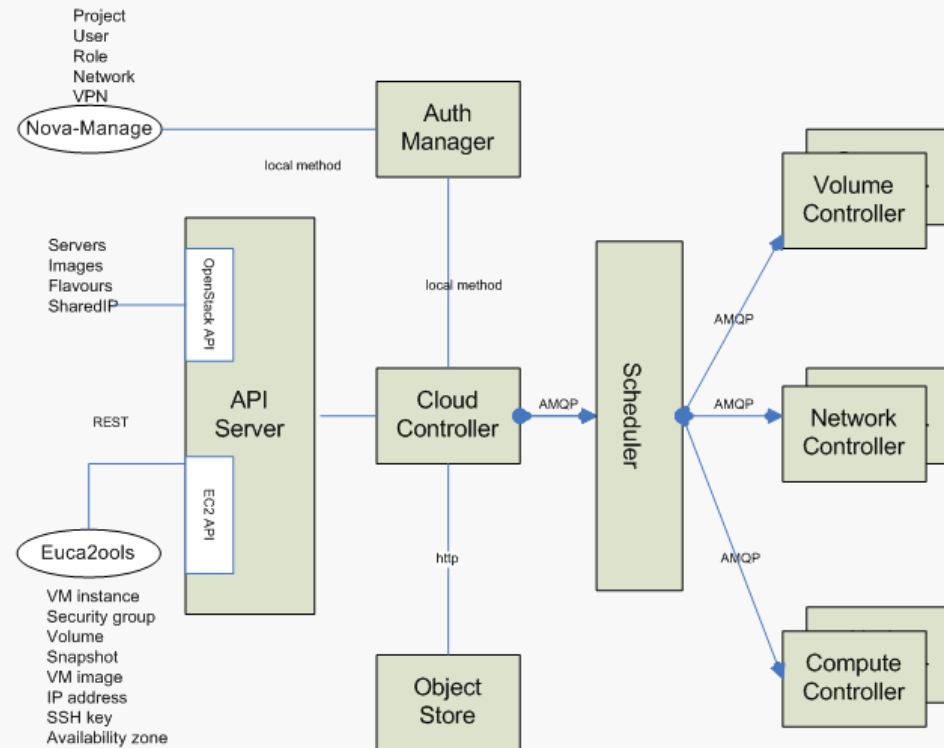 Project
User
Role
Network
VPN
Nova-Manage
Auth
Manager
local method
Volume
Controller
Servers
Images
Flavours
SharedIP
OpenStack API
local method
AMQP
REST
API
Server
Cloud
Controller
AMQP
Scheduler
AMQP
Network
Controller
EC2 API
Euca2ools
http
AMQP
VM instance
Security group
Volume
Snapshot
VM image
IP address
SSH key
Availability zone
Object
Store
Compute
Controller